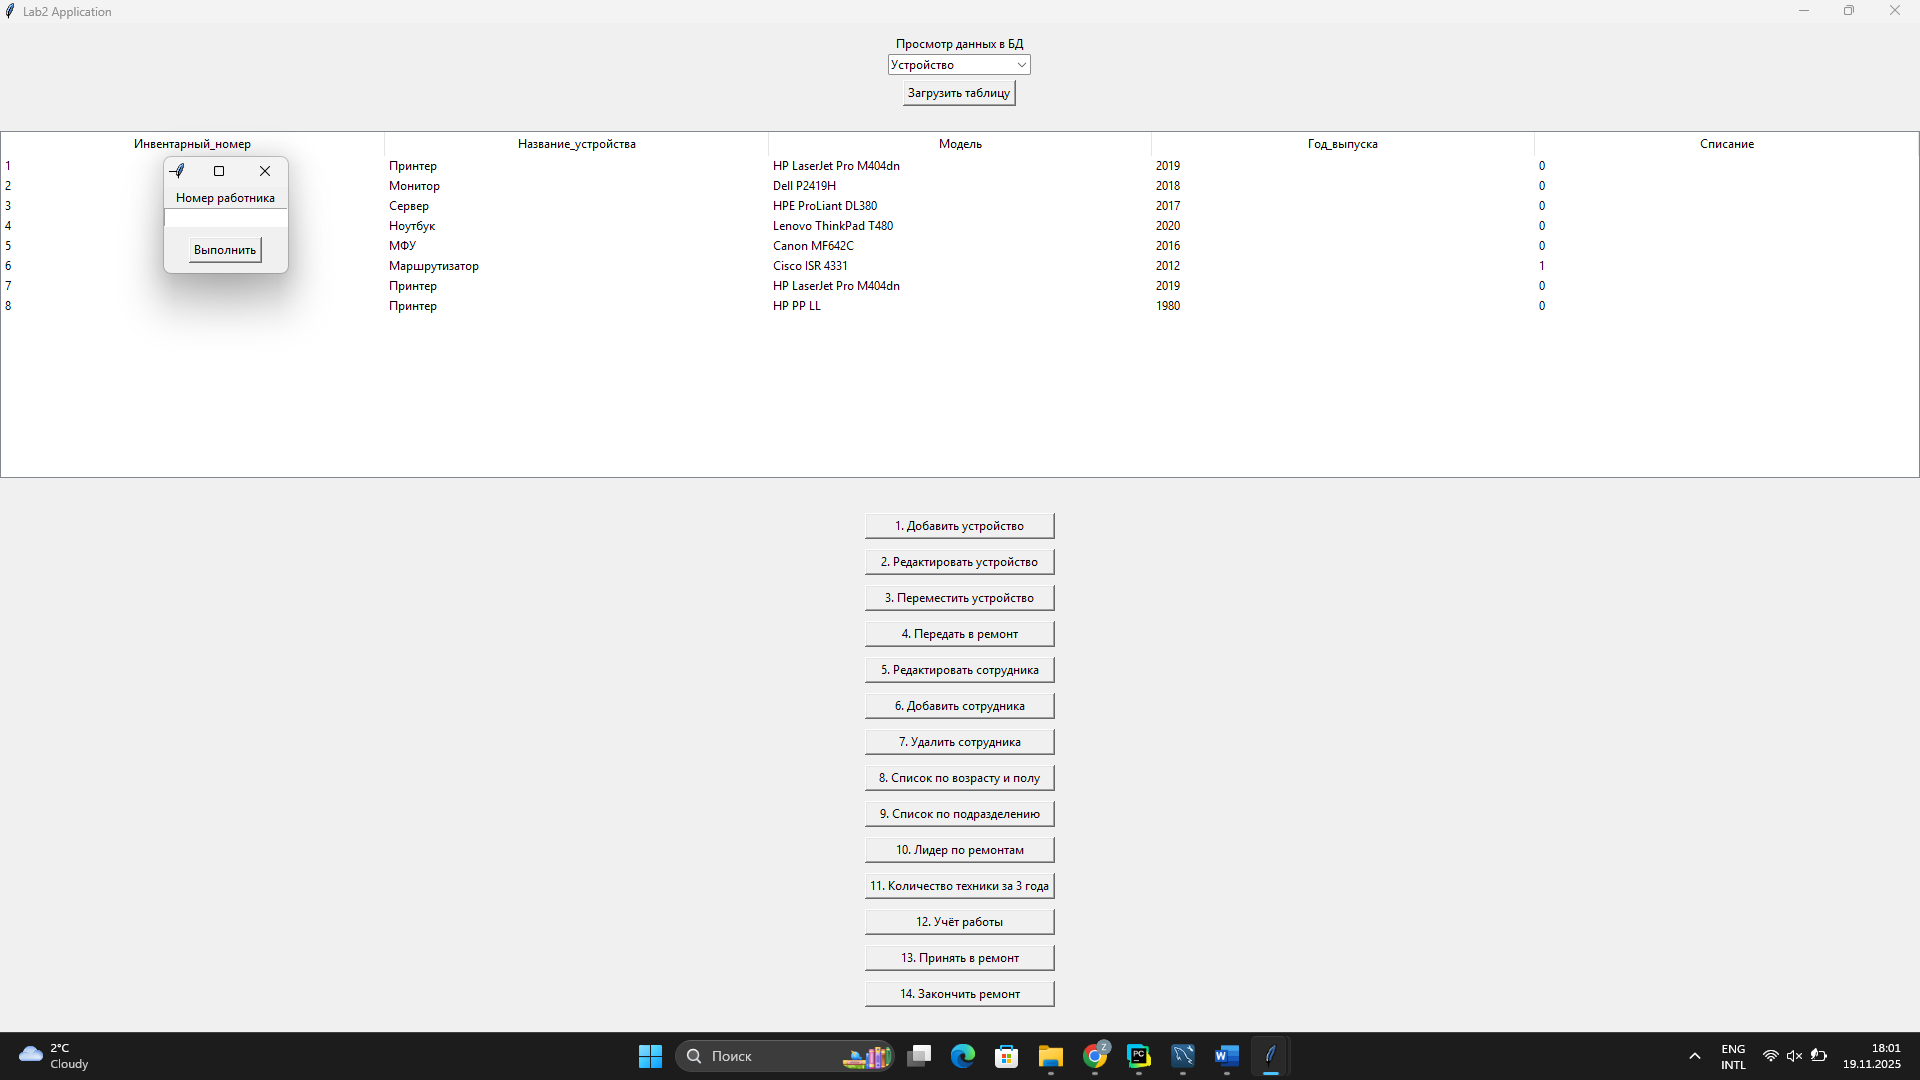 Lab2 Application
Просмотр данных в БД
Устройство
Загрузить таблицу
Инвентарный_номер Название_устройства Модель Год_выпуска Списание
1 Принтер HP LaserJet Pro M404dn 2019 0
2 Монитор Dell P2419H 2018 0
3 Сервер HPE ProLiant DL380 2017 0
4 Ноутбук Lenovo ThinkPad T480 2020 0
5 МФУ Canon MF642C 2016 0
6 Маршрутизатор Cisco ISR 4331 2012 1
7 Принтер HP LaserJet Pro M404dn 2019 0
8 Принтер HP PP LL 1980 0
Номер работника
Выполнить
1. Добавить устройство
2. Редактировать устройство
3. Переместить устройство
4. Передать в ремонт
5. Редактировать сотрудника
6. Добавить сотрудника
7. Удалить сотрудника
8. Список по возрасту и полу
9. Список по подразделению
10. Лидер по ремонтам
11. Количество техники за 3 года
12. Учёт работы
13. Принять в ремонт
14. Закончить ремонт
2°C
Cloudy
Поиск
Z
PC
W
ENG
INTL
18:01
19.11.2025